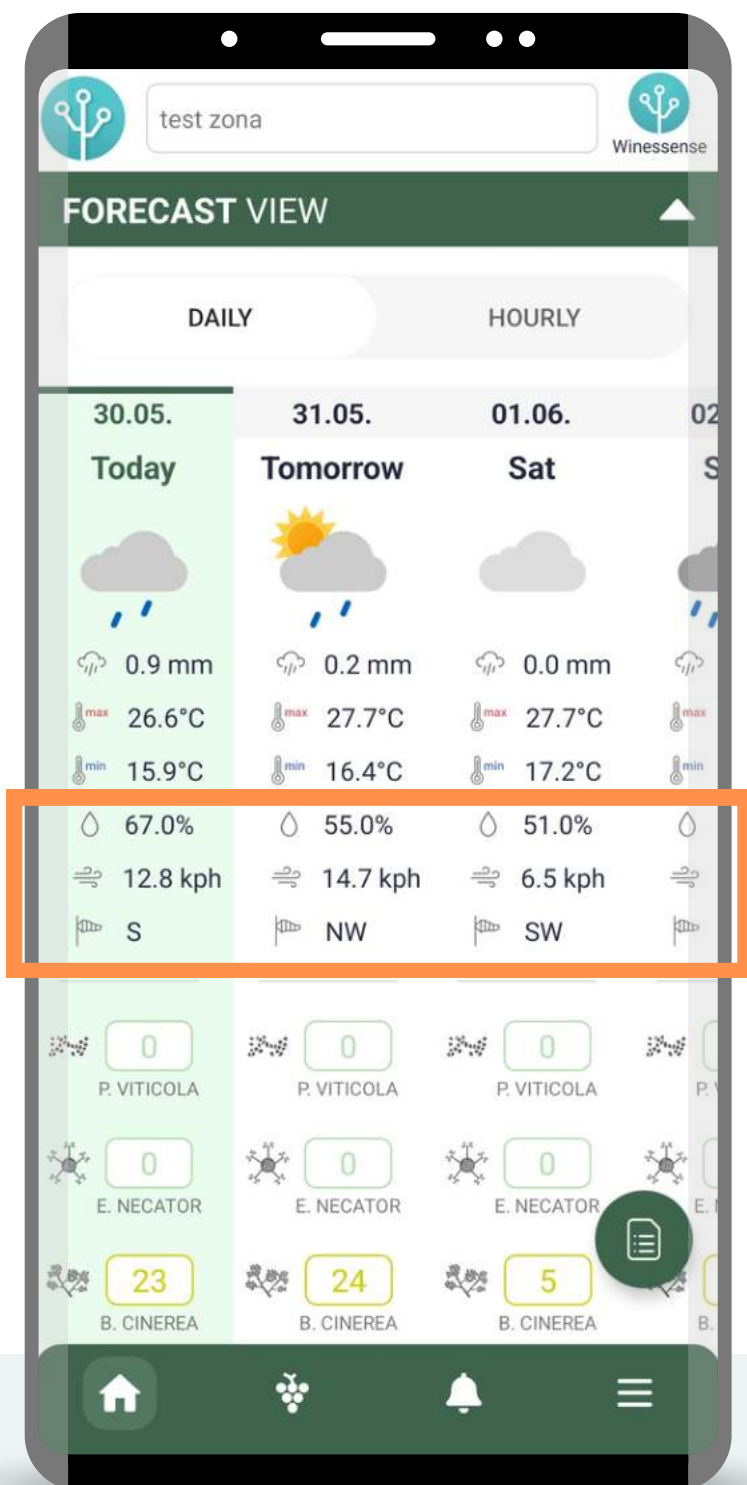 test zona
Winessense
FORECAST VIEW
DAILY HOURLY
30.05. 31.05. 01.06. 02
Today Tomorrow Sat S
0.9 mm 0.2 mm 0.0 mm
max 26.6°C max 27.7°C max 27.7°C max
min 15.9°C min 16.4°C min 17.2°C min
67.0% 55.0% 51.0%
12.8 kph 14.7 kph 6.5 kph
S NW SW
0 0 0
P. VITICOLA P. VITICOLA P. VITICOLA P.
0 0 0
E. NECATOR E. NECATOR E. NECATOR E.
23 24 5
B. CINEREA B. CINEREA B. CINEREA B.